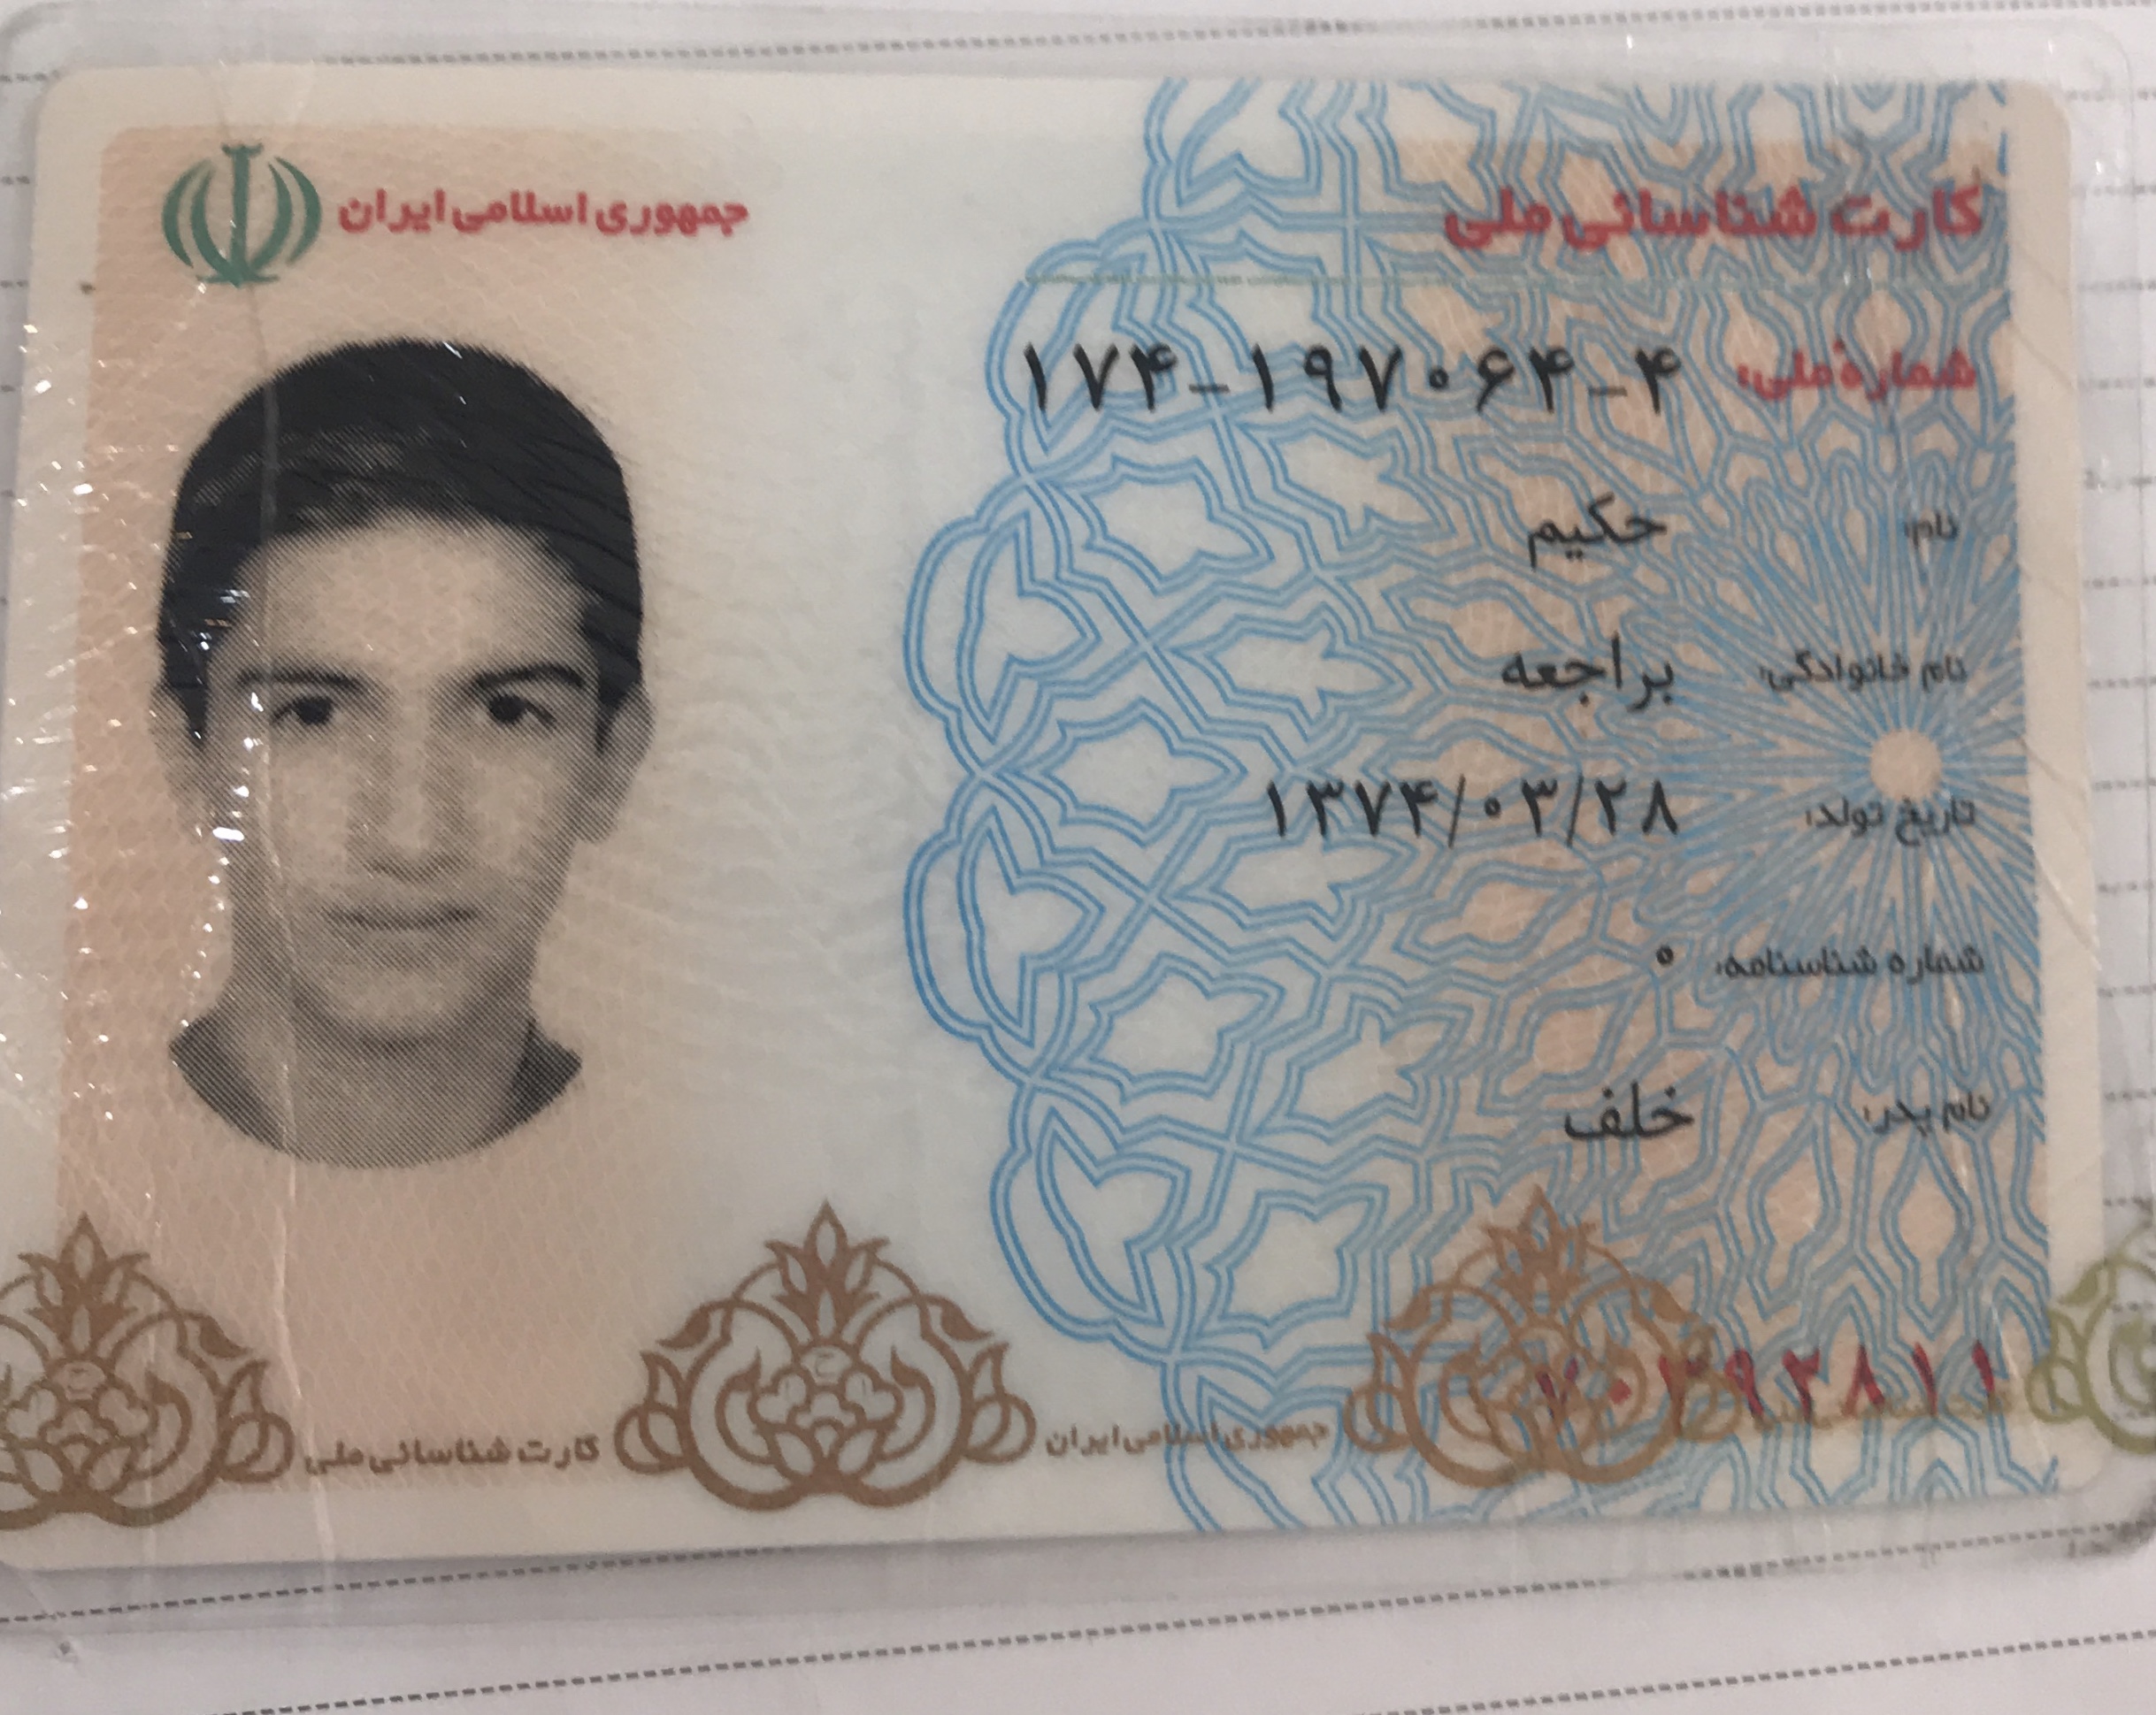 جمهوری اسلامی ایران
کارت شناسائی ملی
شمارهٔ ملی: ۱۷۴-۱۹۷۰۶۴-۴
نام: حکیم
نام خانوادگی: براجعه
تاریخ تولد: ۱۳۷۴/۰۳/۲۸
شماره شناسنامه: ۰
نام پدر: خلف
کارت شناسائی ملی
جمهوری اسلامی ایران